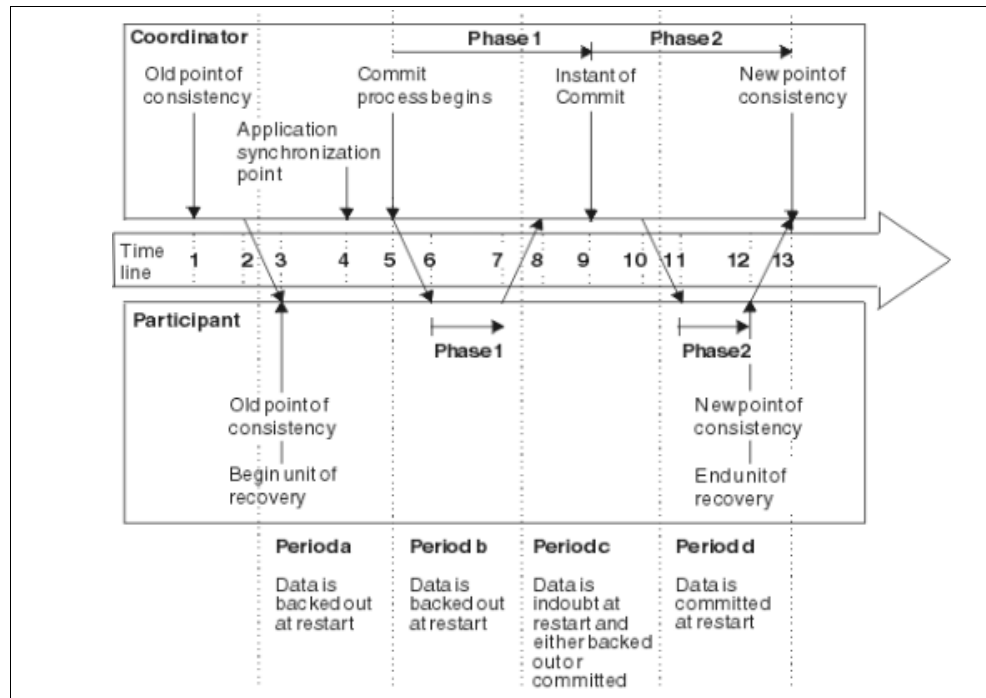 Coordinator
Phase 1
Phase 2
Old point of
consistency
Commit
process begins
Instant of
Commit
New point of
consistency
Application
synchronization
point
Time
line
1 2 3 4 5 6 7 8 9 10 11 12 13
Participant
Phase 1
Phase 2
Old point of
consistency
Begin unit of
recovery
New point of
consistency
End unit of
recovery
Period a
Data is
backed out
at restart
Period b
Data is
backed out
at restart
Period c
Data is
indoubt at
restart and
either backed
out or
committed
Period d
Data is
committed
at restart